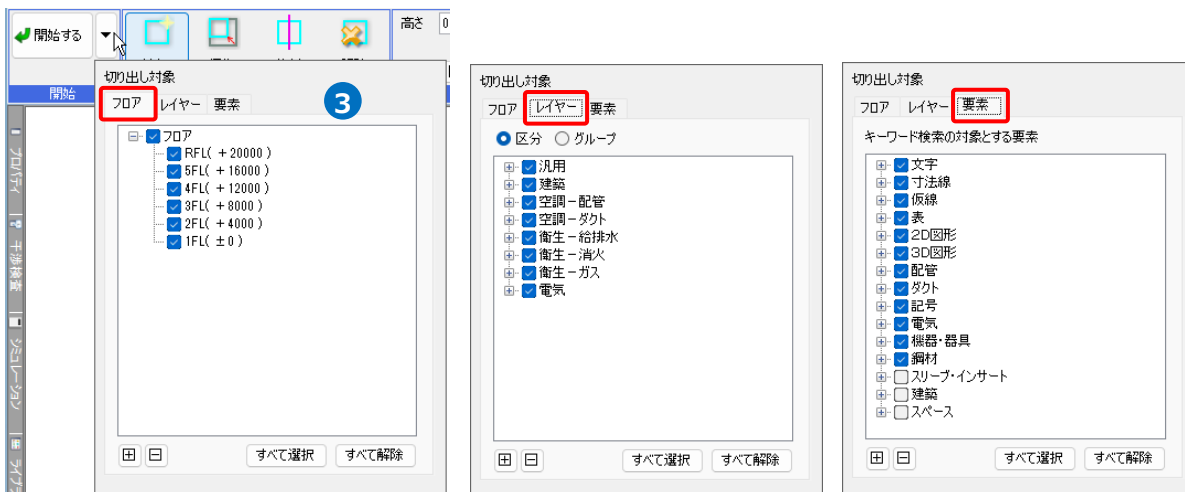 開始する
高さ 0
開始
プロパティ
干渉検査
シミュレーション
切り出し対象
フロア レイヤー 要素
3
フロア
RFL( +20000 )
5FL( +16000 )
4FL( +12000 )
3FL( +8000 )
2FL( +4000 )
1FL( ±0 )
すべて選択 すべて解除
切り出し対象
フロア レイヤー 要素
区分 グループ
汎用
建築
空調-配管
空調-ダクト
衛生-給排水
衛生-消火
衛生-ガス
電気
すべて選択 すべて解除
切り出し対象
フロア レイヤー 要素
キーワード検索の対象とする要素
文字
寸法線
仮線
表
2D図形
3D図形
配管
ダクト
記号
電気
機器・器具
鋼材
スリーブ・インサート
建築
スペース
すべて選択 すべて解除